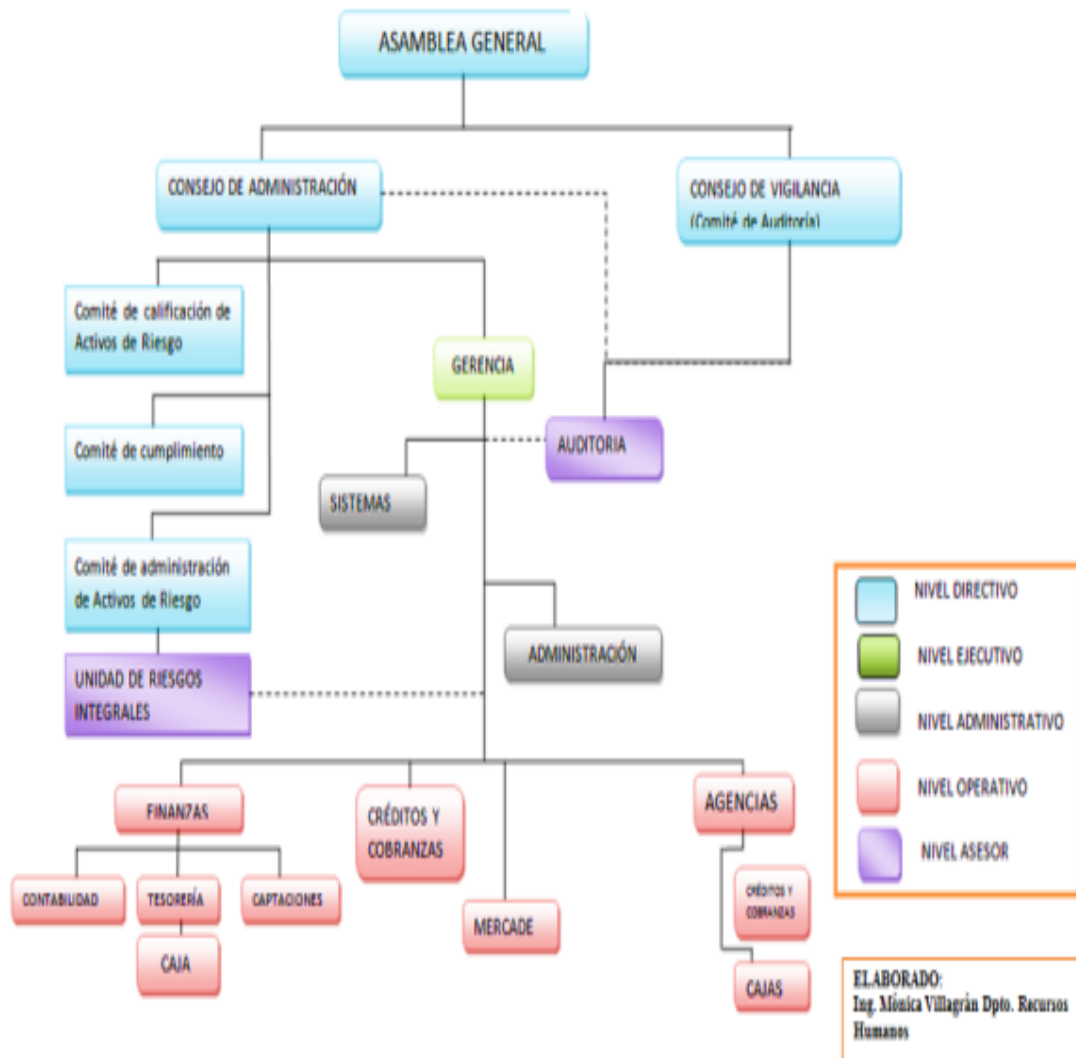 ASAMBLEA GENERAL
CONSEJO DE ADMINISTRACIÓN
CONSEJO DE VIGILANCIA
(Comité de Auditoría)
Comité de calificación de
Activos de Riesgo
GERENCIA
Comité de cumplimiento
AUDITORIA
SISTEMAS
Comité de administración
de Activos de Riesgo
ADMINISTRACIÓN
UNIDAD DE RIESGOS
INTEGRALES
NIVEL DIRECTIVO
NIVEL EJECUTIVO
NIVEL ADMINISTRATIVO
NIVEL OPERATIVO
NIVEL ASESOR
FINANZAS
CRÉDITOS Y
COBRANZAS
AGENCIAS
CONTABILIDAD
TESORERÍA
CAPTACIONES
CAJA
MERCADE
CRÉDITOS Y
COBRANZAS
CAJAS
ELABORADO:
Ing. Mónica Villagrán Dpto. Recursos
Humanos